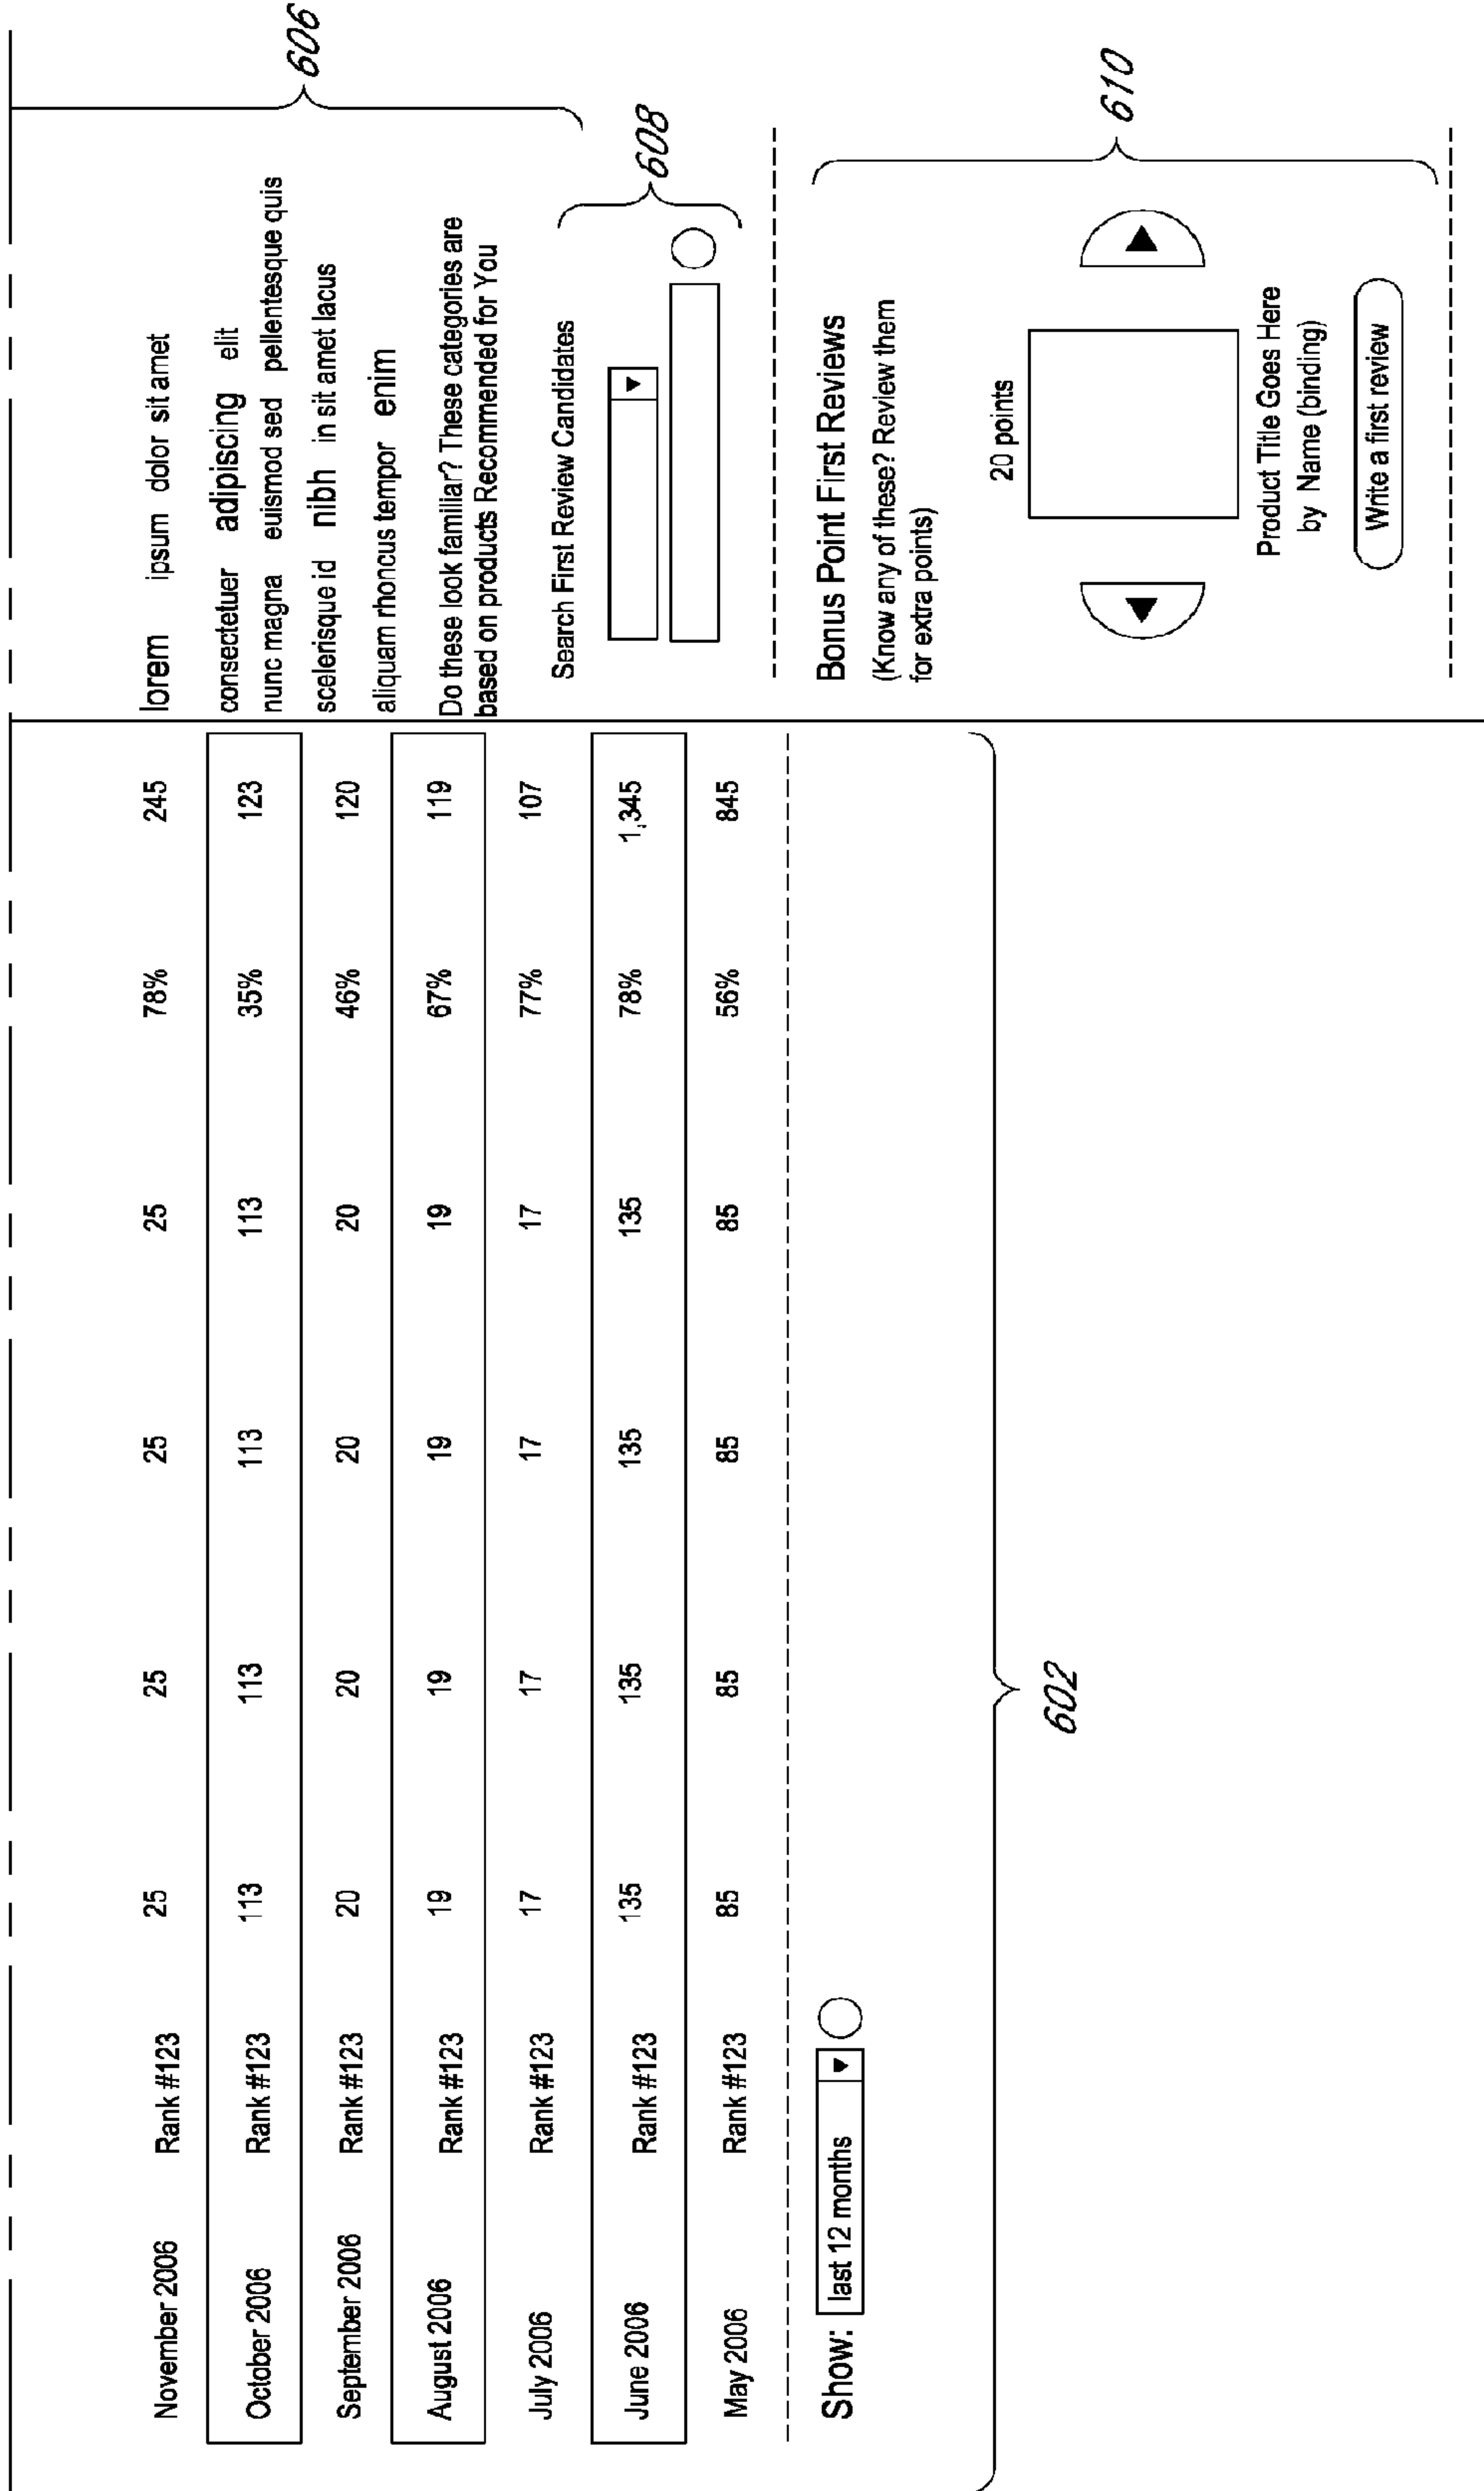 November 2006 Rank #123 25 25 25 25 78% 245
October 2006 Rank #123 113 113 113 113 35% 123
September 2006 Rank #123 20 20 20 20 46% 120
August 2006 Rank #123 19 19 19 19 67% 119
July 2006 Rank #123 17 17 17 17 77% 107
June 2006 Rank #123 135 135 135 135 78% 1,345
May 2006 Rank #123 85 85 85 85 56% 845
Show: last 12 months
602
lorem ipsum dolor sit amet
consectetuer adipiscing elit
nunc magna euismod sed pellentesque quis
scelerisque id nibh in sit amet lacus
aliquam rhoncus tempor enim
Do these look familiar? These categories are
based on products Recommended for You
606
Search First Review Candidates
608
Bonus Point First Reviews
(Know any of these? Review them
for extra points)
20 points
Product Title Goes Here
by Name (binding)
Write a first review
610